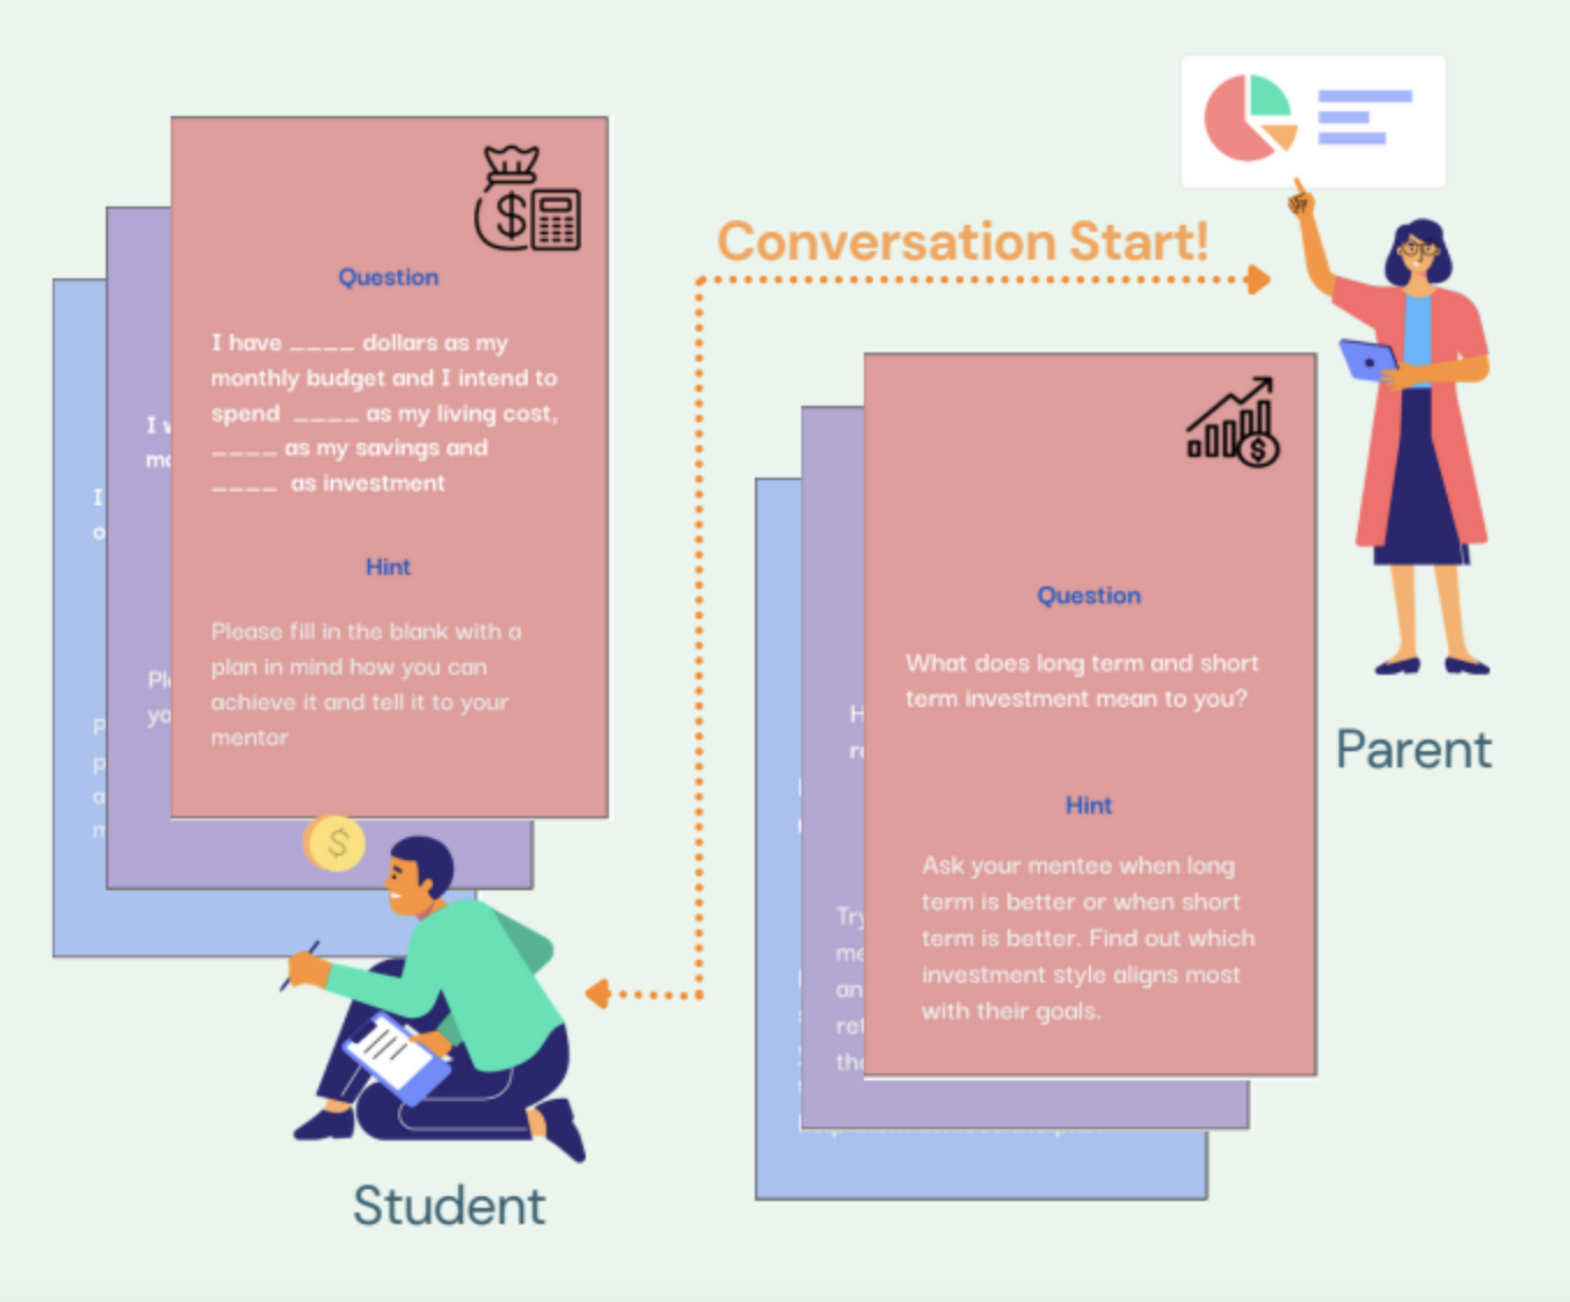 Question
I have ____ dollars as my
monthly budget and I intend to
spend ____ as my living cost,
____ as my savings and
____ as investment
Hint
Please fill in the blank with a
plan in mind how you can
achieve it and tell it to your
mentor
$
Student
Conversation Start!
Question
What does long term and short
term investment mean to you?
Hint
Ask your mentee when long
term is better or when short
term is better. Find out which
investment style aligns most
with their goals.
Parent